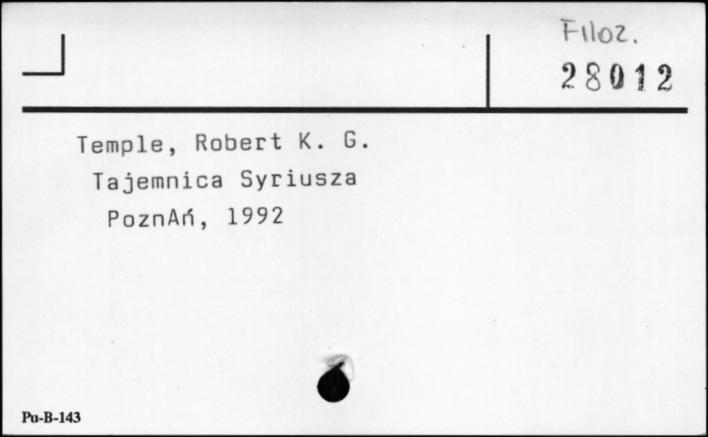 Filoz.
28012
Temple, Robert K. G.
Tajemnica Syriusza
PoznAń, 1992
Pu-B-143